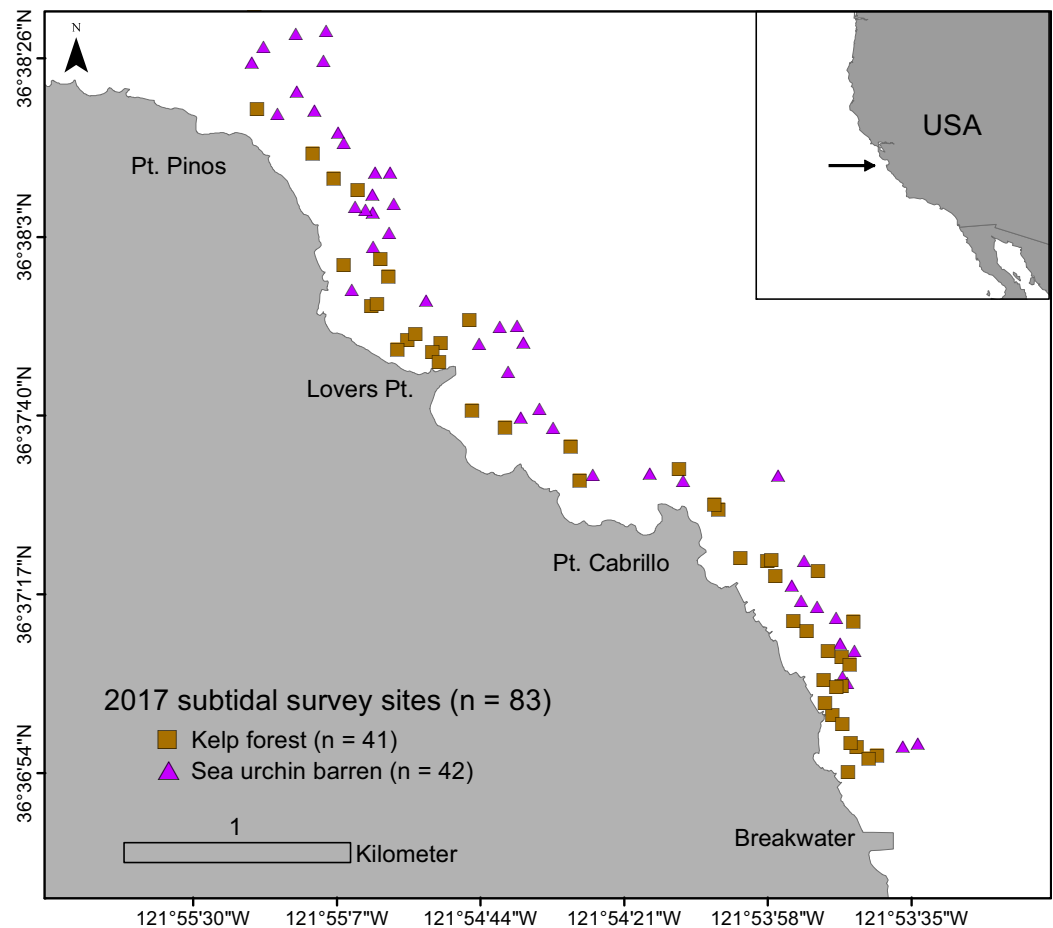 N
USA
Pt. Pinos
Lovers Pt.
Pt. Cabrillo
Breakwater
2017 subtidal survey sites (n = 83)
Kelp forest (n = 41)
Sea urchin barren (n = 42)
1
Kilometer
36°38'26"N
36°38'3"N
36°37'40"N
36°37'17"N
36°36'54"N
121°55'30"W
121°55'7"W
121°54'44"W
121°54'21"W
121°53'58"W
121°53'35"W